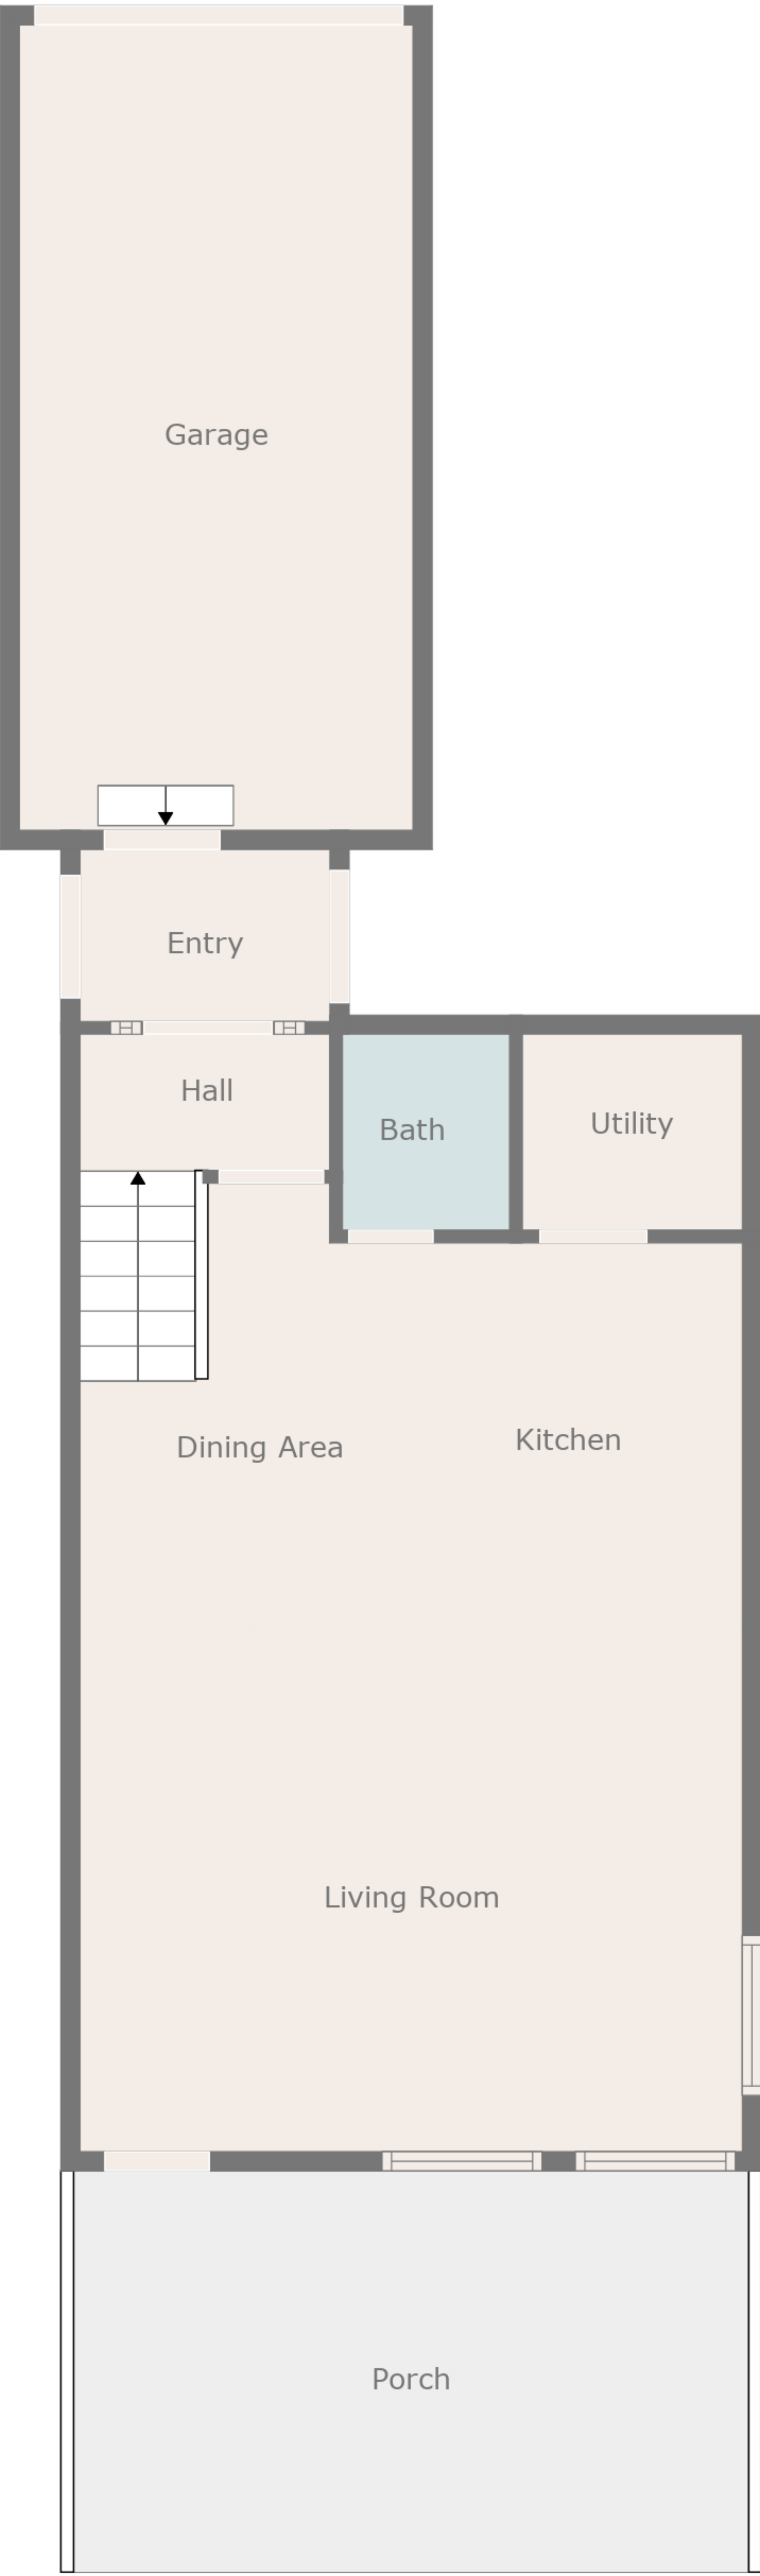 Garage
Entry
Hall
Bath
Utility
Dining Area
Kitchen
Living Room
Porch